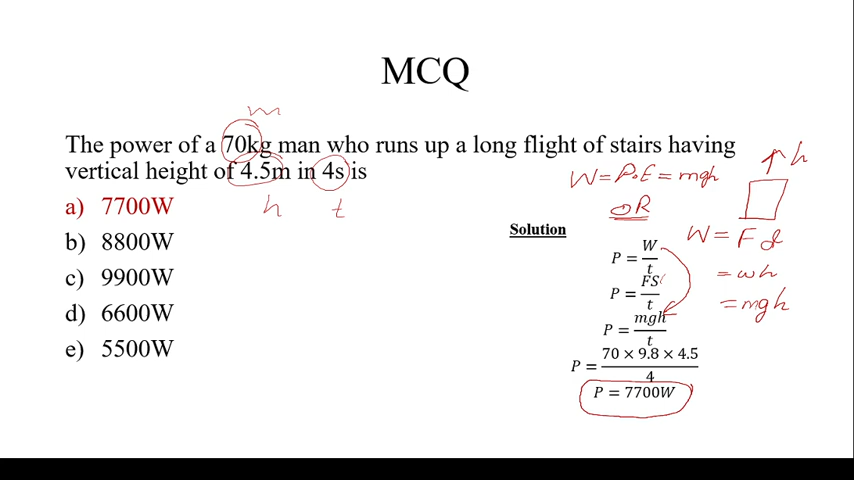 MCQ
m
The power of a 70kg man who runs up a long flight of stairs having
vertical height of 4.5m in 4s is
h
t
a) 7700W
b) 8800W
c) 9900W
d) 6600W
e) 5500W
W = P.E = mgh
OR
h
W = Fd
= wh
= mgh
Solution
P = W/t
P = FS/t
P = mgh/t
P = 70 × 9.8 × 4.5/4
P = 7700W